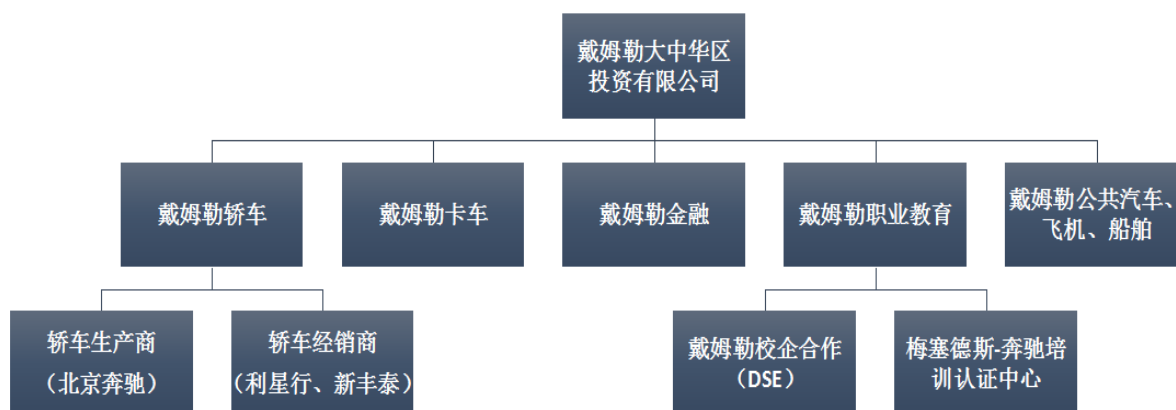 戴姆勒大中华区
投资有限公司
戴姆勒轿车
戴姆勒卡车
戴姆勒金融
戴姆勒职业教育
戴姆勒公共汽车、
飞机、船舶
轿车生产商
（北京奔驰）
轿车经销商
（利星行、新丰泰）
戴姆勒校企合作
（DSE）
梅塞德斯-奔驰培
训认证中心